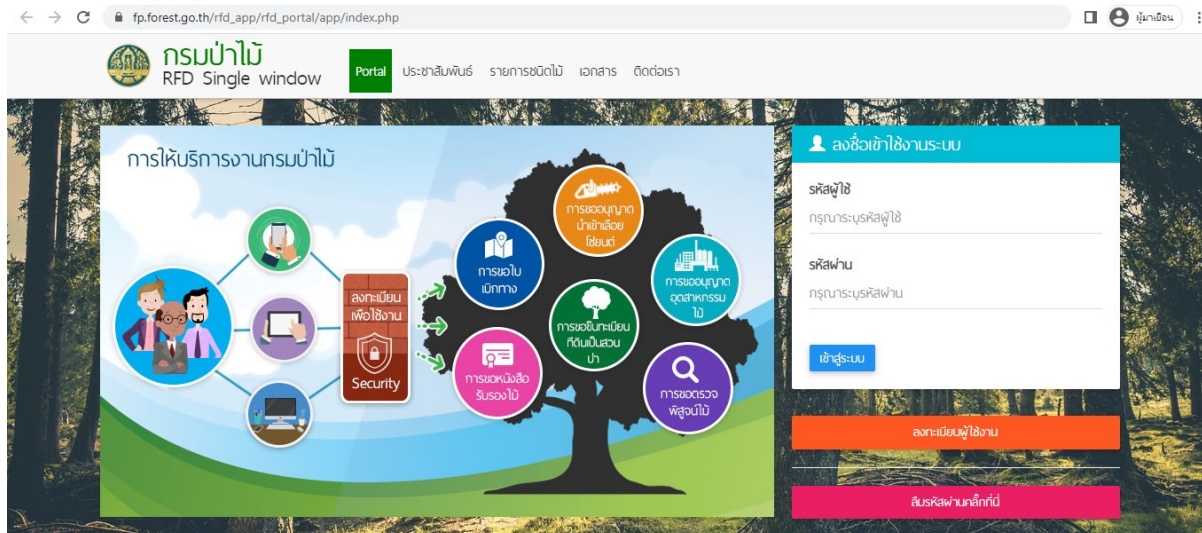 fp.forest.go.th/rfd_app/rfd_portal/app/index.php
ผู้มาเยือน
กรมป่าไม้
RFD Single window
Portal ประชาสัมพันธ์ รายการชนิดไม้ เอกสาร ติดต่อเรา
การให้บริการงานกรมป่าไม้
ลงทะเบียน
เพื่อใช้งาน
Security
การขอใบ
เบิกทาง
การขอหนังสือ
รับรองไม้
การขออนุญาต
นำเข้าเลื่อย
โซ่ยนต์
การขอขึ้นทะเบียน
ที่ดินเป็นสวน
ป่า
การขออนุญาต
อุตสาหกรรม
ไม้
การขอตรวจ
พิสูจน์ไม้
ลงชื่อเข้าใช้งานระบบ
รหัสผู้ใช้
กรุณาระบุรหัสผู้ใช้
รหัสผ่าน
กรุณาระบุรหัสผ่าน
เข้าสู่ระบบ
ลงทะเบียนผู้ใช้งาน
ลืมรหัสผ่านคลิ๊กที่นี่